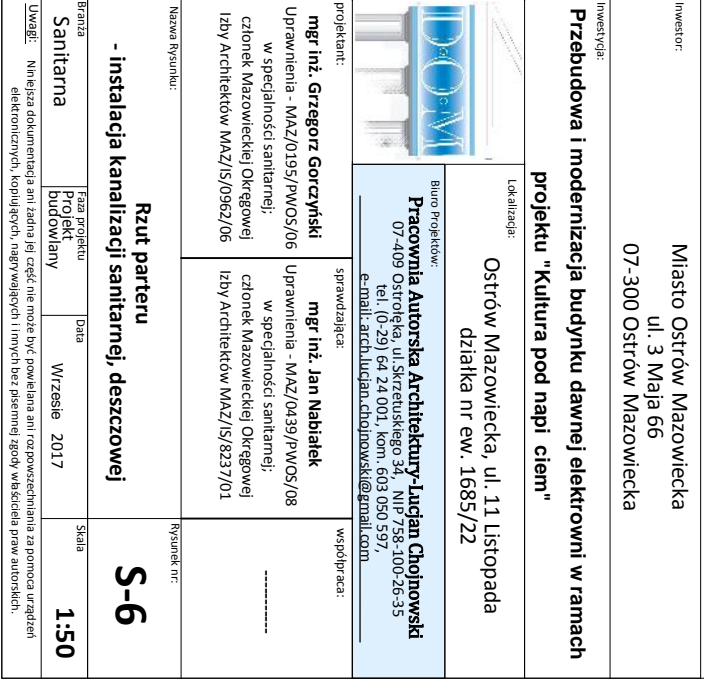 Inwestor:
Miasto Ostrów Mazowiecka
ul. 3 Maja 66
07-300 Ostrów Mazowiecka
Inwestycja:
Przebudowa i modernizacja budynku dawnej elektrowni w ramach
projektu "Kultura pod napi ciem"
DOM
Lokalizacja:
Ostrów Mazowiecka, ul. 11 Listopada
działka nr ew. 1685/22
Biuro Projektów:
Pracownia Autorska Architektury-Lucjan Chojnowski
07-409 Ostrołęka, ul.Skrzetuskiego 34, NIP 758-100-26-35
tel. (0-29) 64 24 001, kom. 603 050 597,
e-mail: arch.lucjan.chojnowski@gmail.com
projektant:
mgr inż. Grzegorz Gorczyński
Uprawnienia - MAZ/0195/PWOS/06
w specjalności sanitarnej;
członek Mazowieckiej Okręgowej
Izby Architektów MAZ/IS/0962/06
sprawdzająca:
mgr inż. Jan Nabiałek
Uprawnienia - MAZ/0439/PWOS/08
w specjalności sanitarnej;
członek Mazowieckiej Okręgowej
Izby Architektów MAZ/IS/8237/01
współpraca:
----------
Nazwa Rysunku:
Rzut parteru
- instalacja kanalizacji sanitarnej, deszczowej
Rysunek nr:
S-6
Branża
Sanitarna
Faza projektu
Projekt
budowlany
Data
Wrzesie 2017
Skala
1:50
Uwagi: Niniejsza dokumentacja ani żadna jej część nie może być powielana ani rozpowszechniania za pomoca urządzeń
elektronicznych, kopiujących, nagrywających i innych bez pisemnej zgody właściciela praw autorskich.